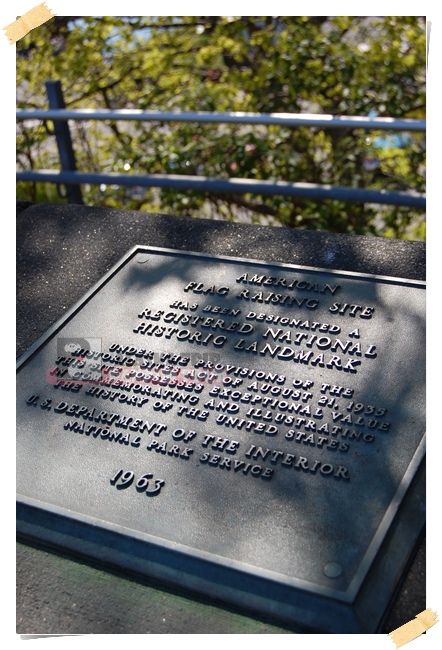 AMERICAN
FLAG RAISING SITE
HAS BEEN DESIGNATED A
REGISTERED NATIONAL
HISTORIC LANDMARK
UNDER THE PROVISIONS OF THE
HISTORIC SITES ACT OF AUGUST 21, 1935
THIS SITE POSSESSES EXCEPTIONAL VALUE
IN COMMEMORATING AND ILLUSTRATING
THE HISTORY OF THE UNITED STATES
U.S. DEPARTMENT OF THE INTERIOR
NATIONAL PARK SERVICE
1963